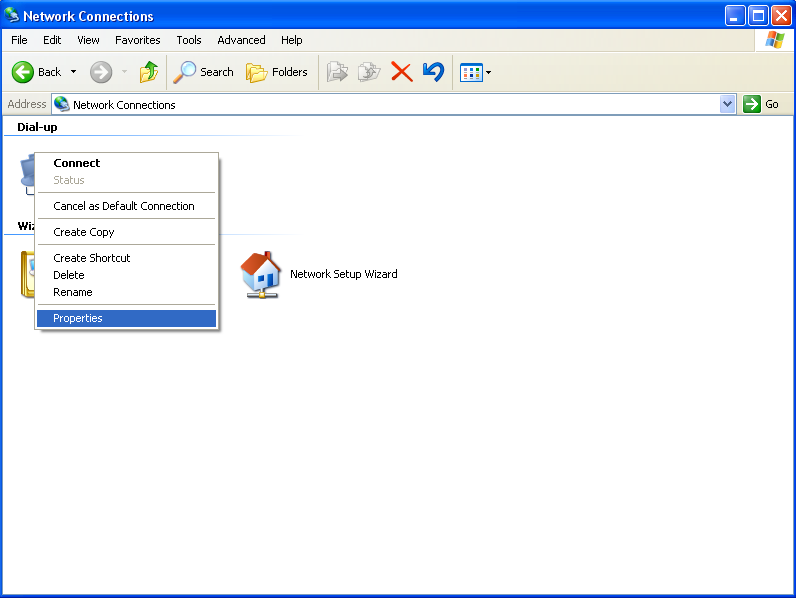 Network Connections
File Edit View Favorites Tools Advanced Help
Back Search Folders
Address Network Connections Go
Dial-up
Connect
Status
Cancel as Default Connection
Wiz
Create Copy
Create Shortcut
Delete
Rename
Network Setup Wizard
Properties